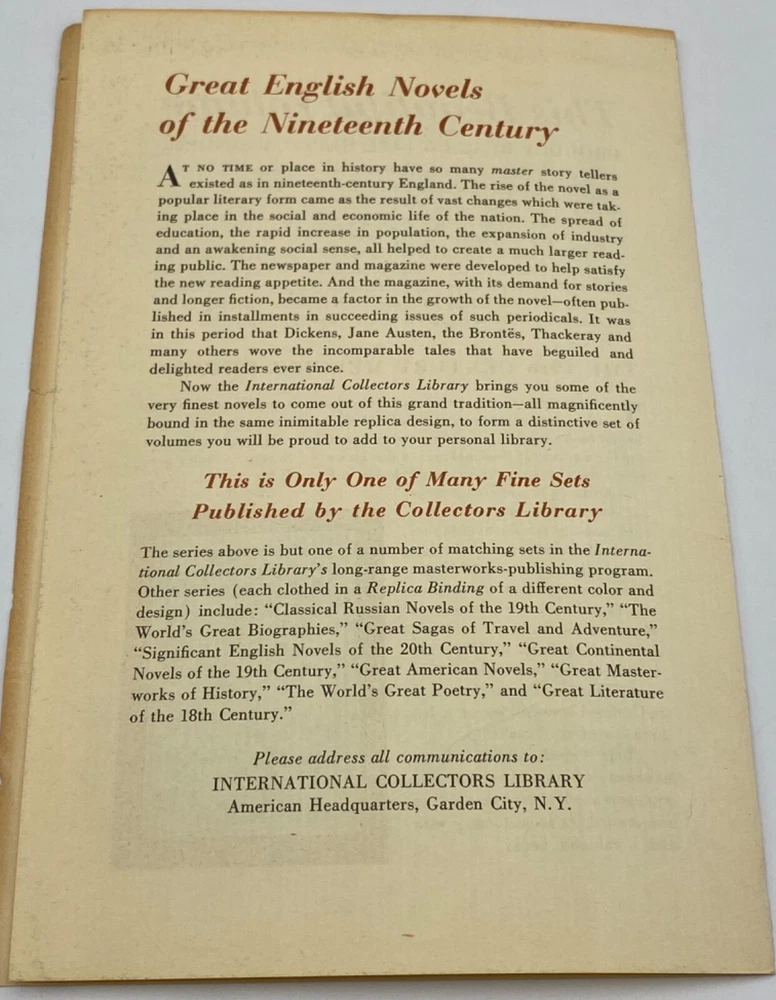 Great English Novels
of the Nineteenth Century
AT NO TIME or place in history have so many master story tellers
existed as in nineteenth-century England. The rise of the novel as a
popular literary form came as the result of vast changes which were tak-
ing place in the social and economic life of the nation. The spread of
education, the rapid increase in population, the expansion of industry
and an awakening social sense, all helped to create a much larger read-
ing public. The newspaper and magazine were developed to help satisfy
the new reading appetite. And the magazine, with its demand for stories
and longer fiction, became a factor in the growth of the novel—often pub-
lished in installments in succeeding issues of such periodicals. It was
in this period that Dickens, Jane Austen, the Brontës, Thackeray and
many others wove the incomparable tales that have beguiled and
delighted readers ever since.
Now the International Collectors Library brings you some of the
very finest novels to come out of this grand tradition—all magnificently
bound in the same inimitable replica design, to form a distinctive set of
volumes you will be proud to add to your personal library.
This is Only One of Many Fine Sets
Published by the Collectors Library
The series above is but one of a number of matching sets in the Interna-
tional Collectors Library's long-range masterworks-publishing program.
Other series (each clothed in a Replica Binding of a different color and
design) include: "Classical Russian Novels of the 19th Century," "The
World's Great Biographies," "Great Sagas of Travel and Adventure,"
"Significant English Novels of the 20th Century," "Great Continental
Novels of the 19th Century," "Great American Novels," "Great Master-
works of History," "The World's Great Poetry," and "Great Literature
of the 18th Century."
Please address all communications to:
INTERNATIONAL COLLECTORS LIBRARY
American Headquarters, Garden City, N.Y.